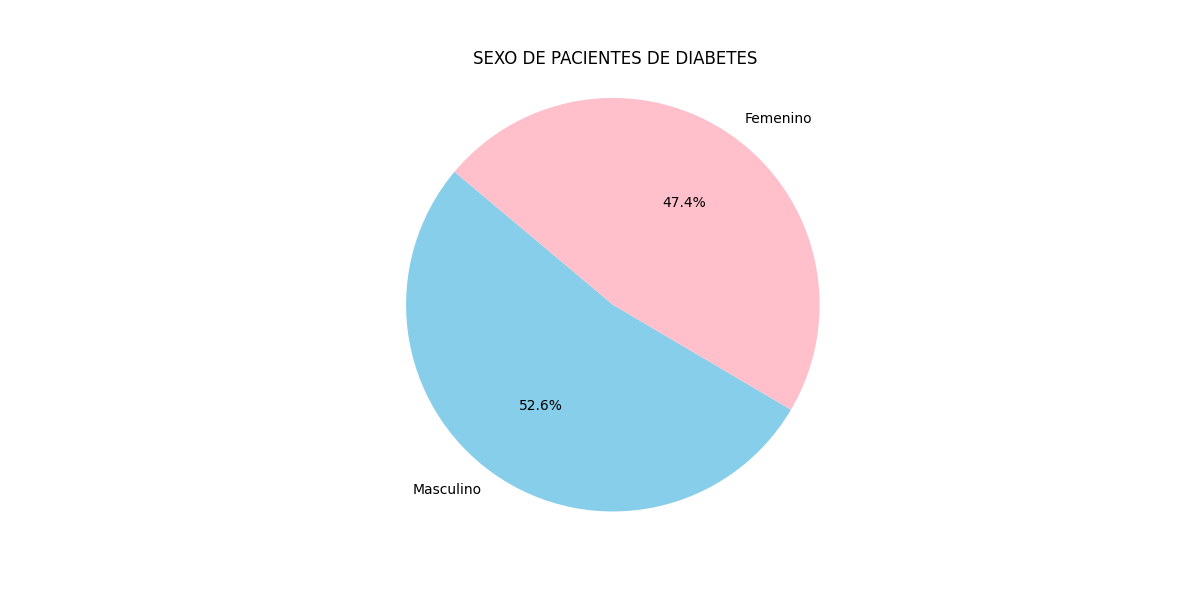 SEXO DE PACIENTES DE DIABETES
Femenino
47.4%
52.6%
Masculino